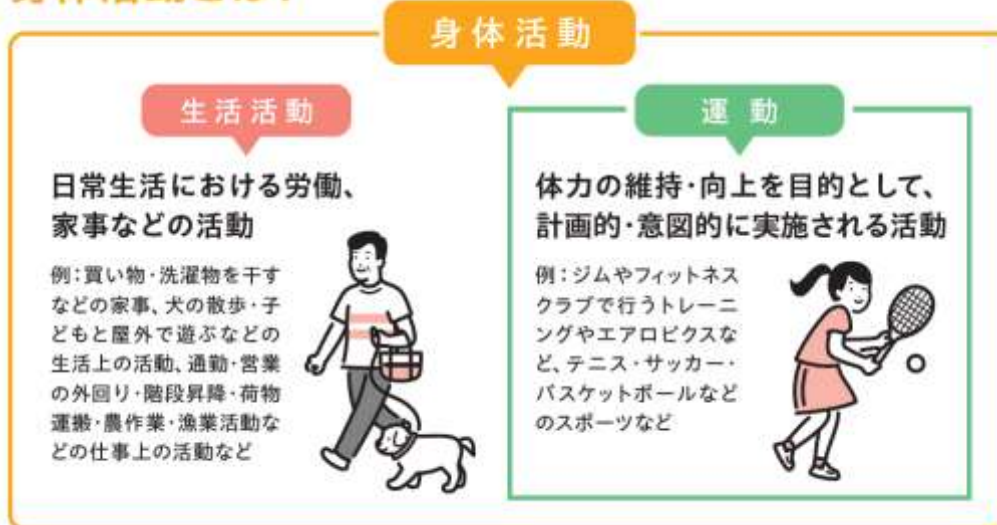 身体活動
生活活動
日常生活における労働、
家事などの活動
例：買い物・洗濯物を干す
などの家事、犬の散歩・子
どもと屋外で遊ぶなどの
生活上の活動、通勤・営業
の外回り・階段昇降・荷物
運搬・農作業・漁業活動な
どの仕事上の活動など
運動
体力の維持・向上を目的として、
計画的・意図的に実施される活動
例：ジムやフィットネス
クラブで行うトレーニ
ングやエアロビクスな
ど、テニス・サッカー・
バスケットボールなど
のスポーツなど